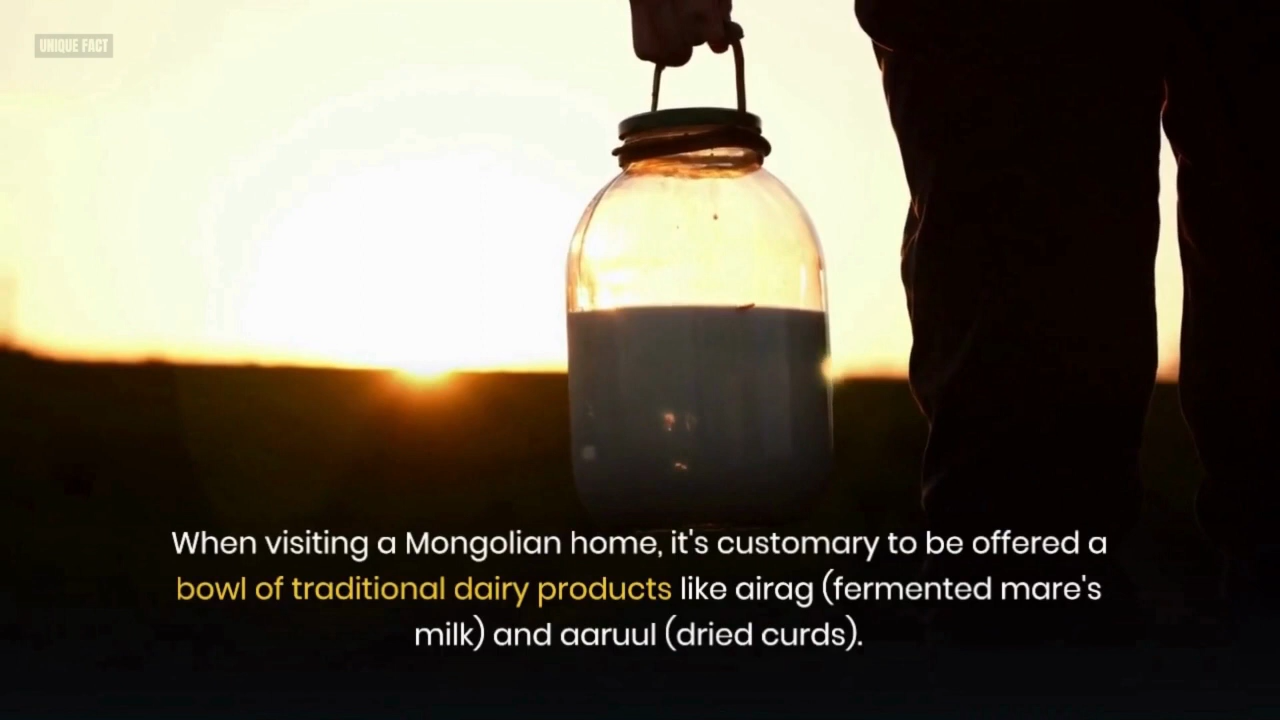 UNIQUE FACT
When visiting a Mongolian home, it's customary to be offered a
bowl of traditional dairy products like airag (fermented mare's
milk) and aaruul (dried curds).